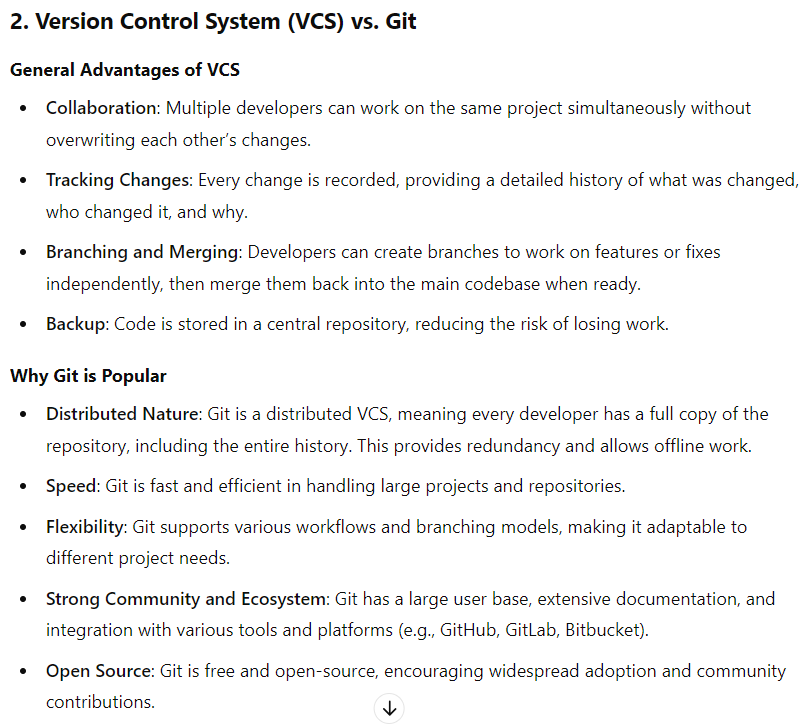 2. Version Control System (VCS) vs. Git
General Advantages of VCS
• Collaboration: Multiple developers can work on the same project simultaneously without
overwriting each other’s changes.
• Tracking Changes: Every change is recorded, providing a detailed history of what was changed,
who changed it, and why.
• Branching and Merging: Developers can create branches to work on features or fixes
independently, then merge them back into the main codebase when ready.
• Backup: Code is stored in a central repository, reducing the risk of losing work.
Why Git is Popular
• Distributed Nature: Git is a distributed VCS, meaning every developer has a full copy of the
repository, including the entire history. This provides redundancy and allows offline work.
• Speed: Git is fast and efficient in handling large projects and repositories.
• Flexibility: Git supports various workflows and branching models, making it adaptable to
different project needs.
• Strong Community and Ecosystem: Git has a large user base, extensive documentation, and
integration with various tools and platforms (e.g., GitHub, GitLab, Bitbucket).
• Open Source: Git is free and open-source, encouraging widespread adoption and community
contributions.